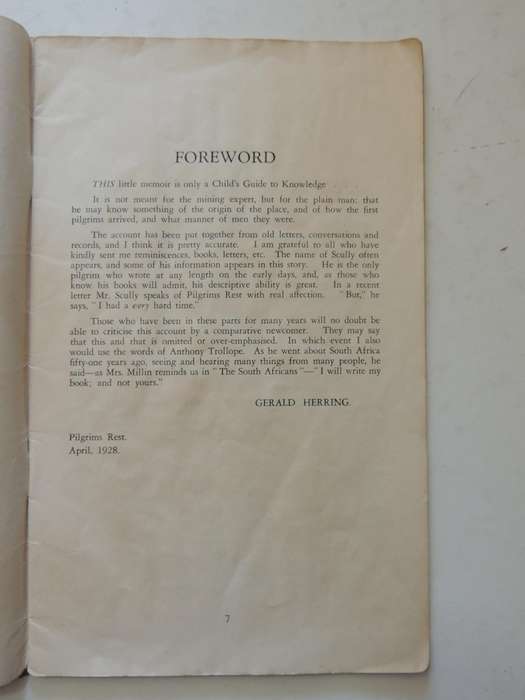 FOREWORD
THIS little memoir is only a Child's Guide to Knowledge . . . .
It is not meant for the mining expert, but for the plain man: that
he may know something of the origin of the place, and of how the first
pilgrims arrived, and what manner of men they were.
The account has been put together from old letters, conversations and
records, and I think it is pretty accurate. I am grateful to all who have
kindly sent me reminiscences, books, letters, etc. The name of Scully often
appears, and some of his information appears in this story. He is the only
pilgrim who wrote at any length on the early days, and, as those who
know his books will admit, his descriptive ability is great. In a recent
letter Mr. Scully speaks of Pilgrims Rest with real affection. "But," he
says, "I had a very hard time."
Those who have been in these parts for many years will no doubt be
able to criticise this account by a comparative newcomer. They may say
that this and that is omitted or over-emphasised. In which event I also
would use the words of Anthony Trollope. As he went about South Africa
fifty-one years ago, seeing and hearing many things from many people, he
said—as Mrs. Millin reminds us in "The South Africans"—"I will write my
book; and not yours."
GERALD HERRING.
Pilgrims Rest.
April, 1928.
7